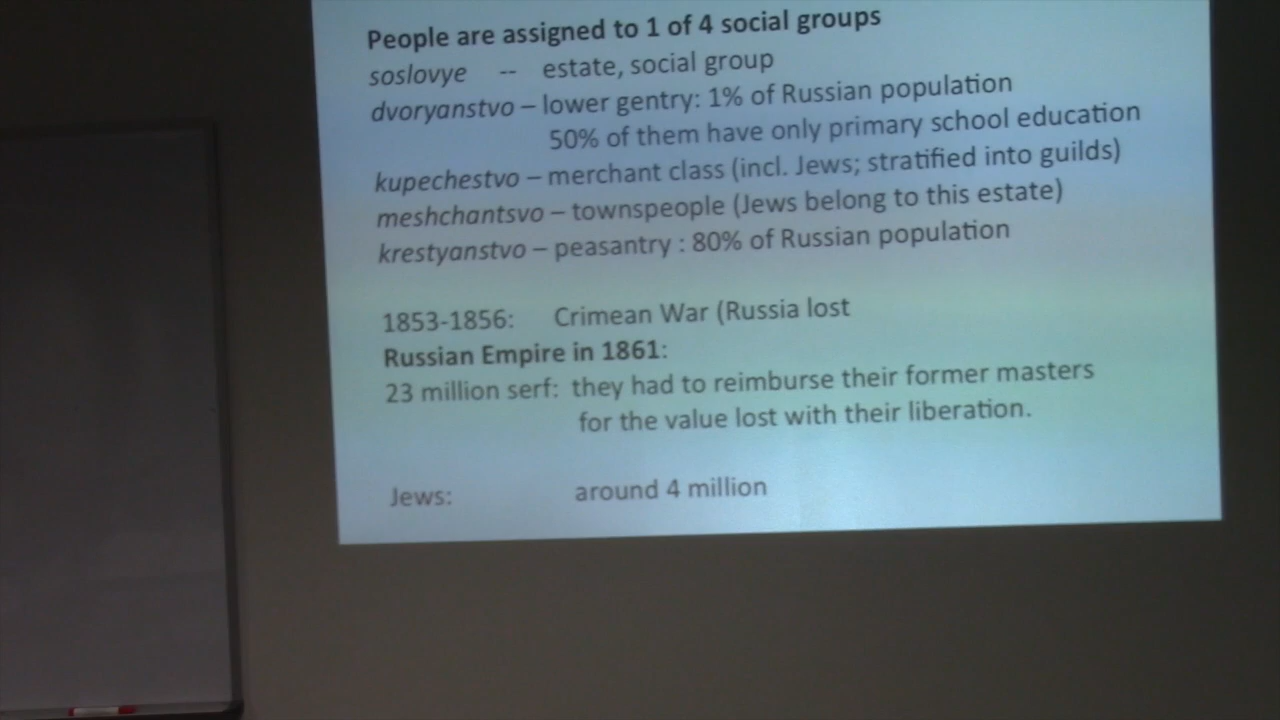 People are assigned to 1 of 4 social groups
soslovye -- estate, social group
dvoryanstvo – lower gentry: 1% of Russian population
50% of them have only primary school education
kupechestvo – merchant class (incl. Jews; stratified into guilds)
meshchantsvo – townspeople (Jews belong to this estate)
krestyanstvo – peasantry : 80% of Russian population
1853-1856: Crimean War (Russia lost
Russian Empire in 1861:
23 million serf: they had to reimburse their former masters
for the value lost with their liberation.
Jews: around 4 million